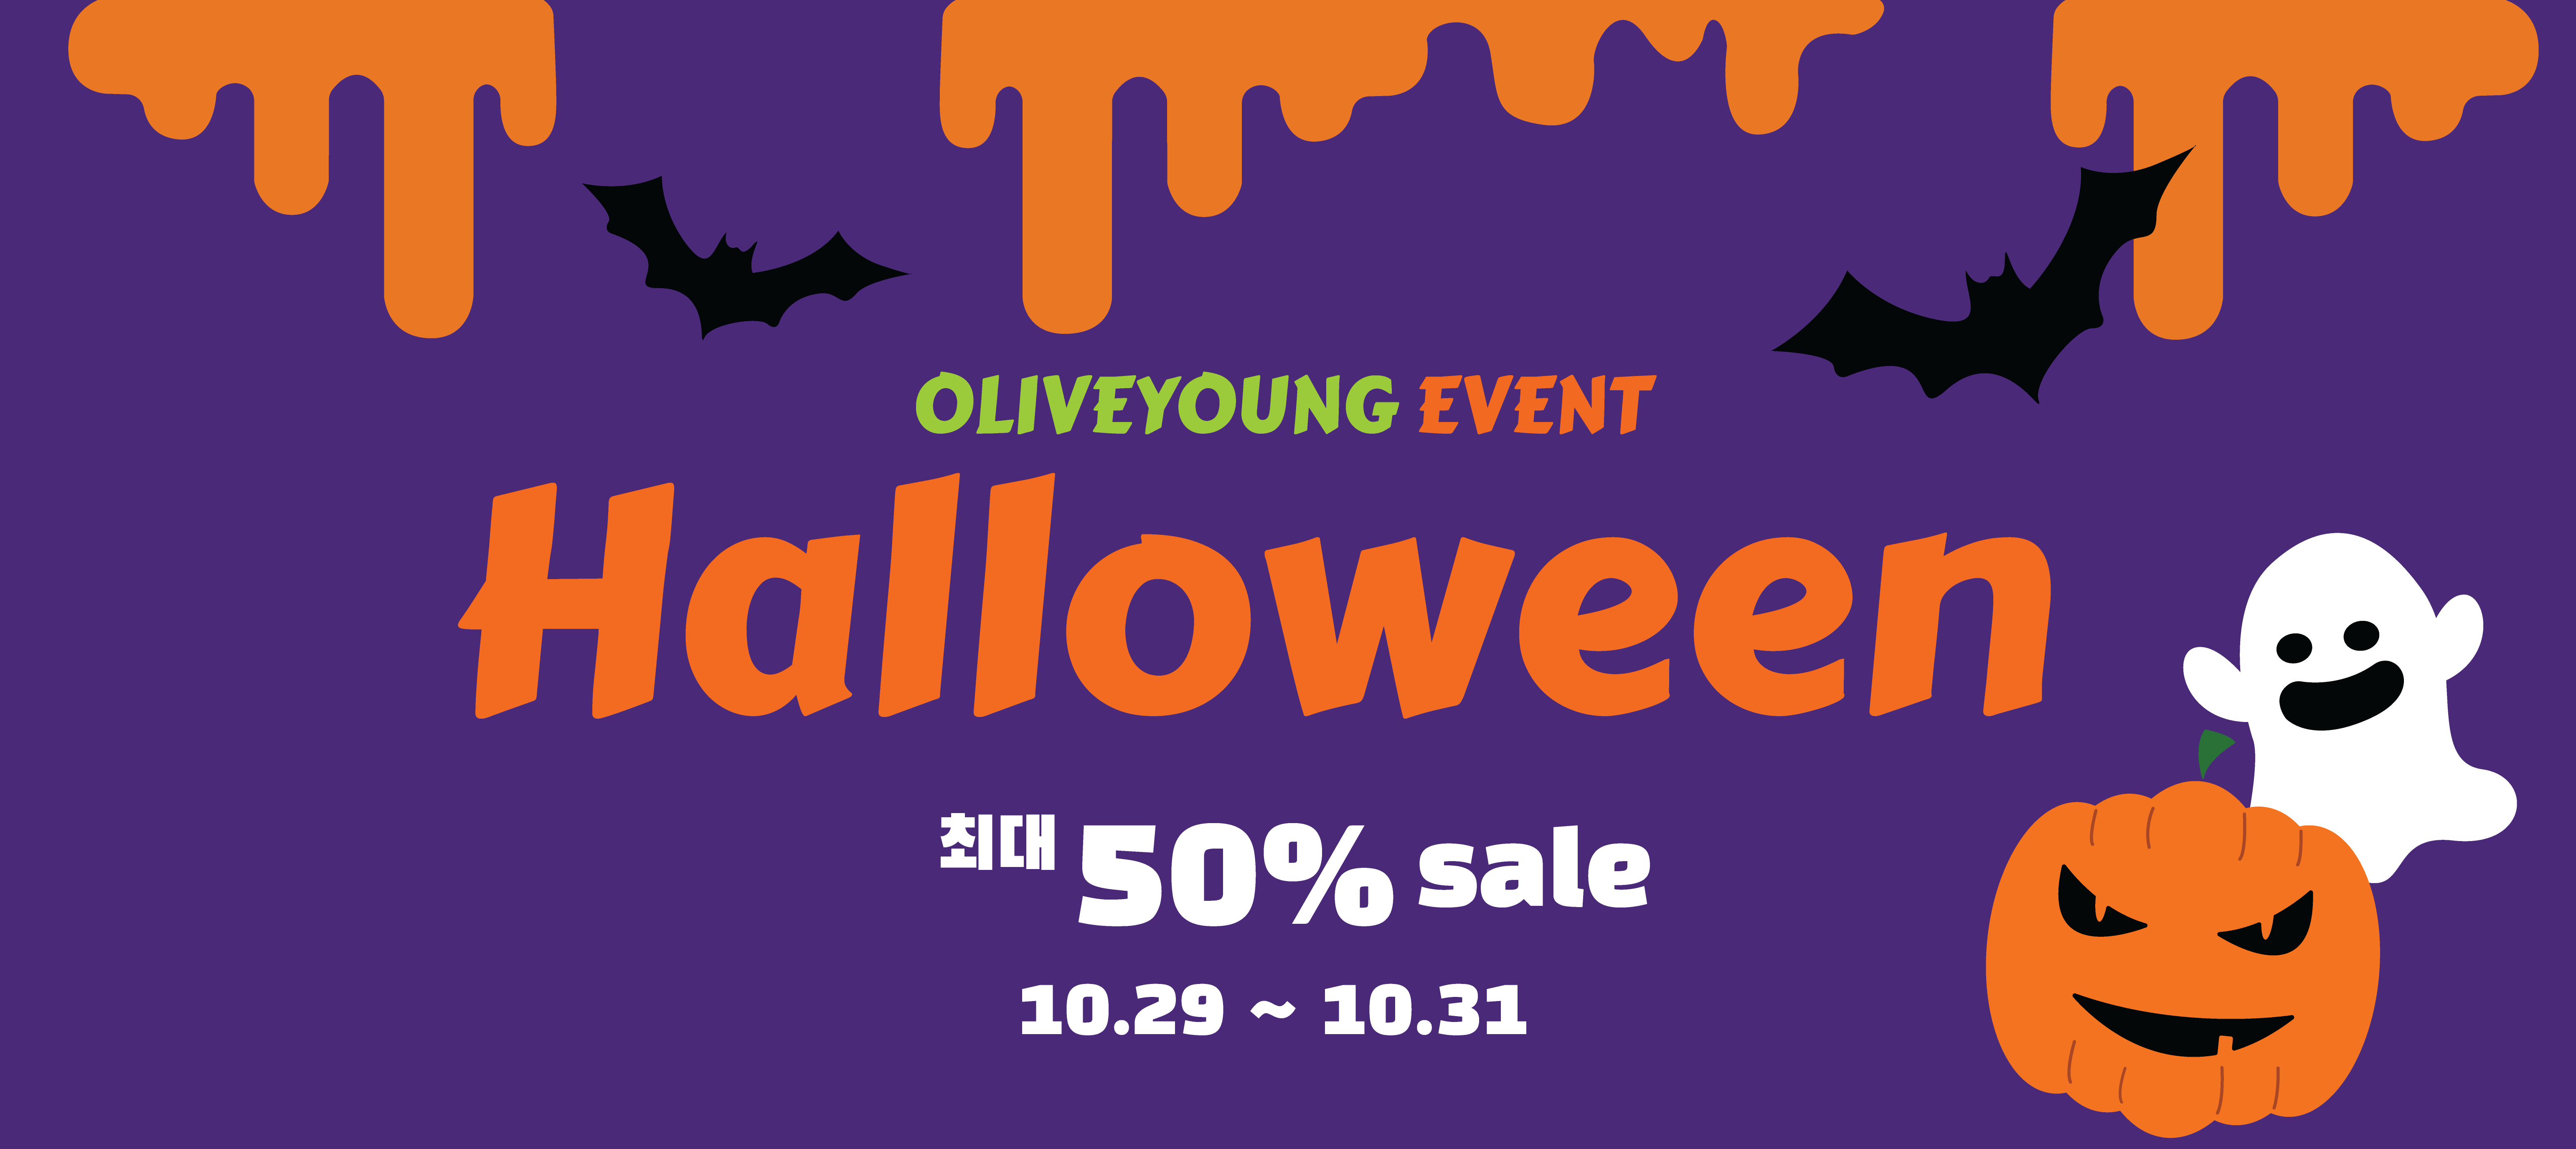 OLIVEYOUNG EVENT
Halloween
최대 50% sale
10.29 ~ 10.31